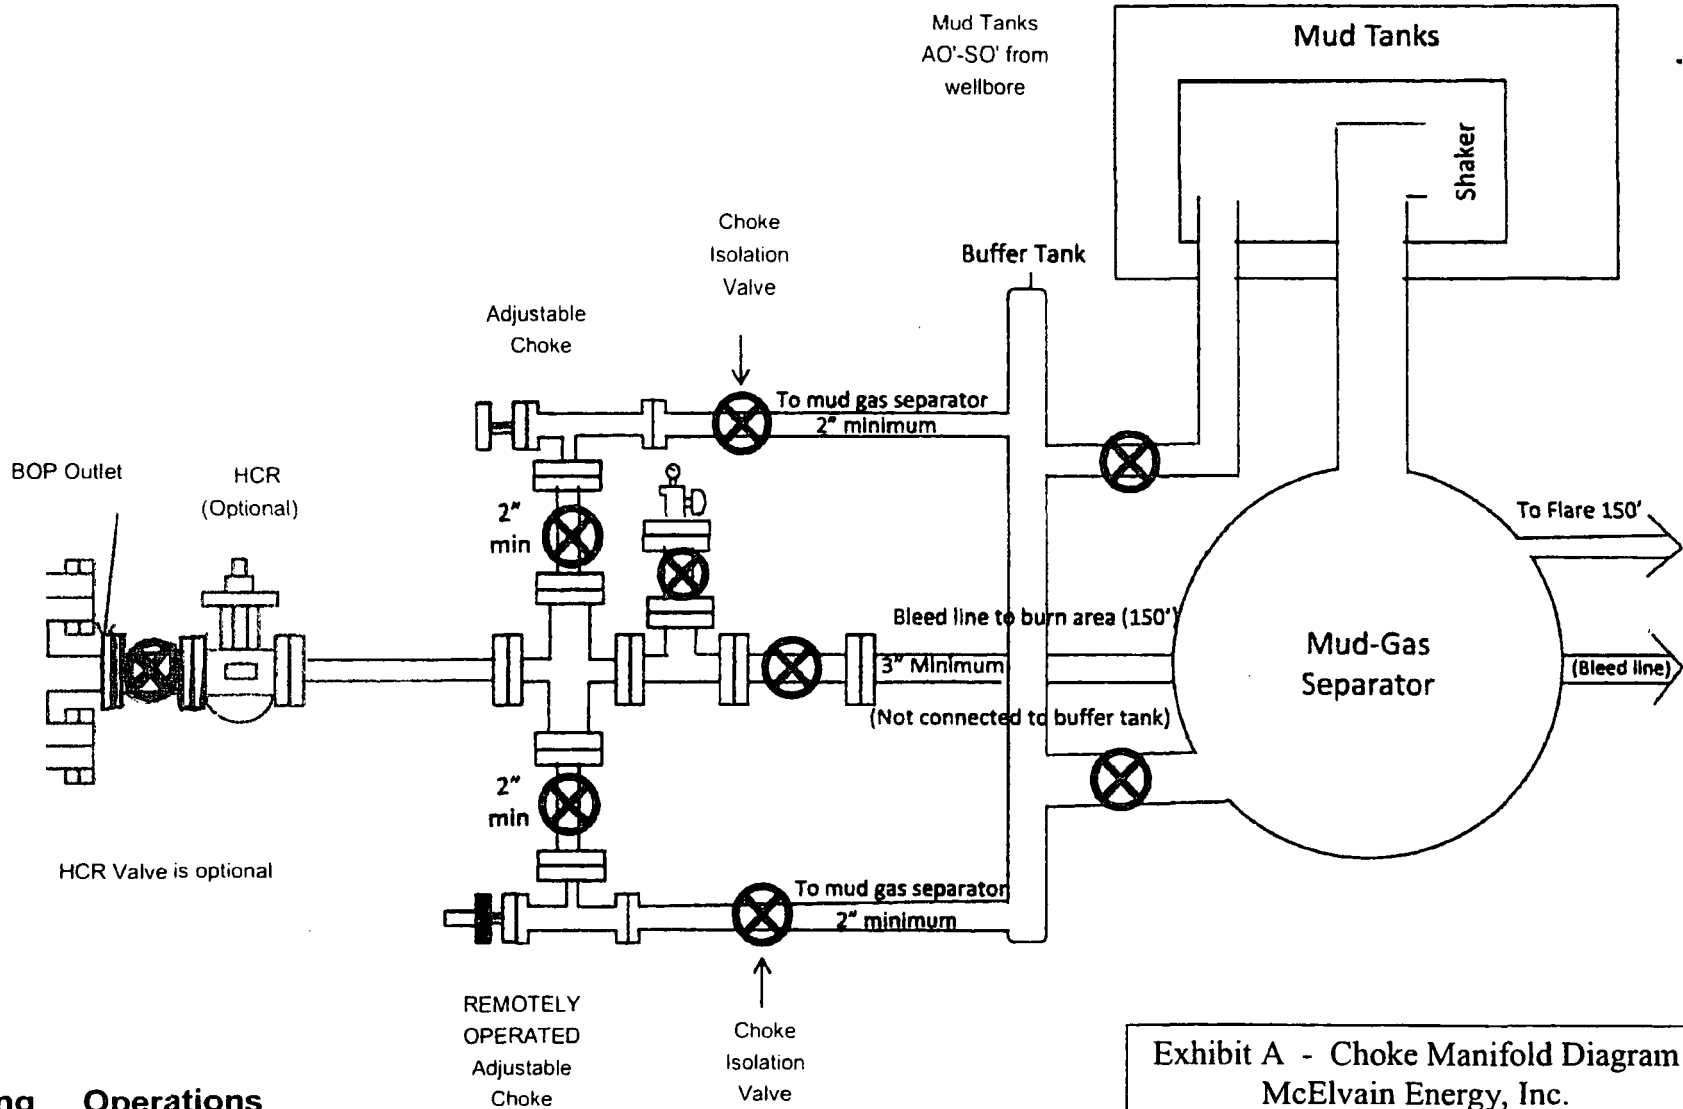 Mud Tanks
AO'-SO' from
wellbore
Mud Tanks
Shaker
Choke
Isolation
Valve
Buffer Tank
Adjustable
Choke
To mud gas separator
2" minimum
BOP Outlet
HCR
(Optional)
2"
min
To Flare 150'
Bleed line to burn area (150')
3" Minimum
(Not connected to buffer tank)
Mud-Gas
Separator
(Bleed line)
2"
min
HCR Valve is optional
To mud gas separator
2" minimum
REMOTELY
OPERATED
Adjustable
Choke
Choke
Isolation
Valve
Exhibit A - Choke Manifold Diagram
McElvain Energy, Inc.
Operations